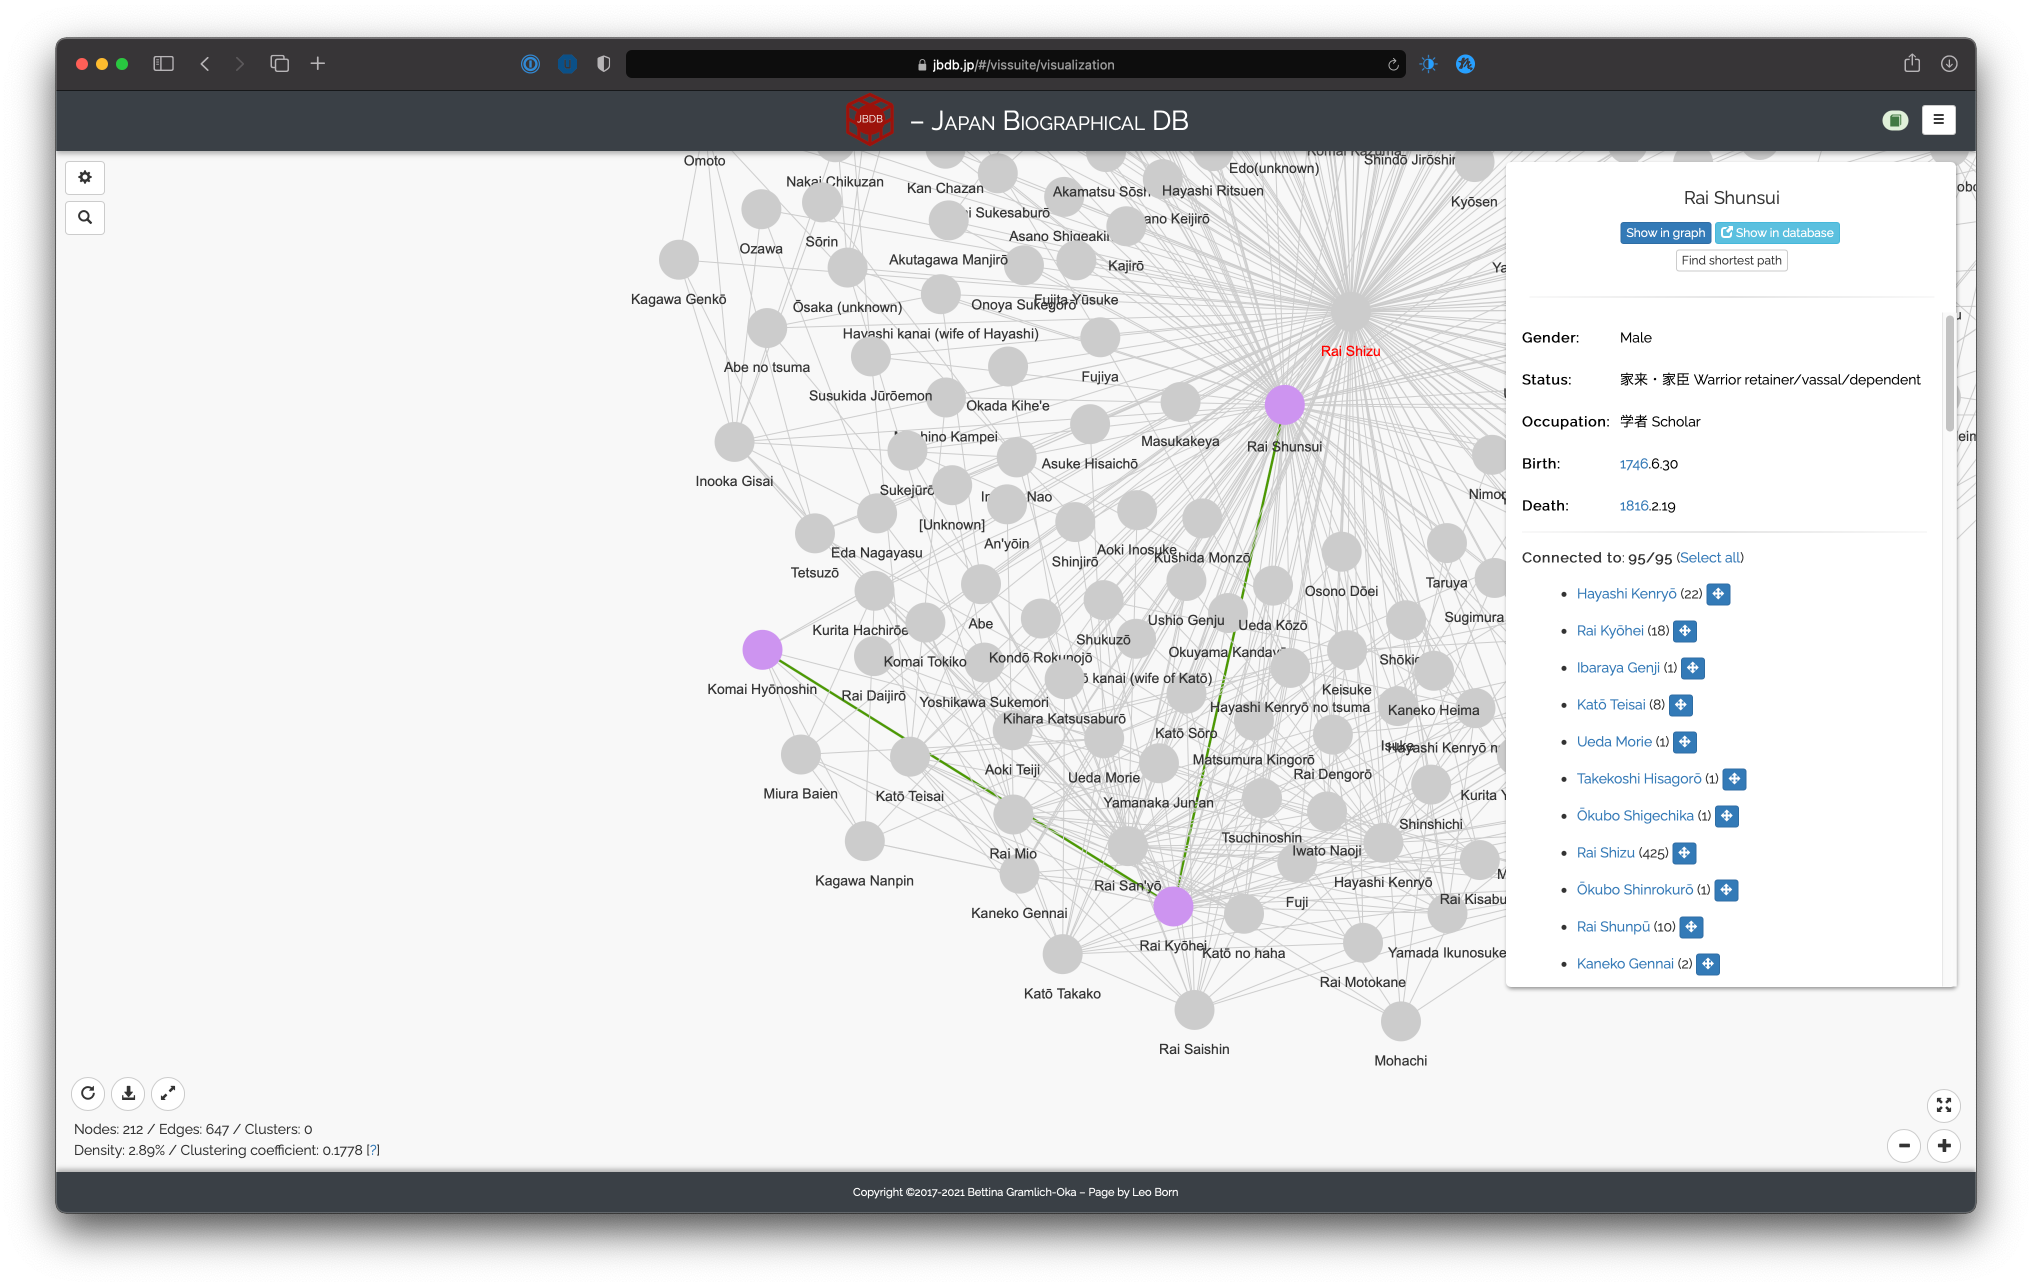 jbdb.jp/#/vissuite/visualization
JBDB
– Japan Biographical DB
Omoto
Edo(unknown)
Shindō Jirōshin
Nakai Chikuzan
Kan Chazan
Akamatsu
Hayashi Ritsuen
Kyōsen
Sukesaburō
Keijirō
Ozawa
Sōrin
Asano
Akutagawa Manjirō
Kajirō
Kagawa Genkō
Ōsaka (unknown)
Onoya Sukegorō
Fujita Yūsuke
Hayashi kanai (wife of Hayashi)
Rai Shizu
Abe no tsuma
Fujiya
Susukida Jūrōemon
Okada Kihe'e
Kampei
Masukakeya
Rai Shunsui
Asuke Hisaichō
Inooka Gisai
Sukejūrō
Nao
[Unknown]
An'yōin
Aoki Inosuke
Kushida Monzō
Eda Nagayasu
Shinjirō
Tetsuzō
Taruya
Osono Dōei
Sugimura
Kurita
Abe
Shukuzō
Ushio Genju
Ueda Kōzō
Komai Tokiko
Kondō Rokunojō
Okuyama
kanai (wife of Katō)
Komai Hyōnoshin
Rai Daijirō
Yoshikawa Sukemori
Keisuke
Kihara Katsusaburō
Hayashi Kenryō no tsuma
Kaneko Heima
Katō Sōro
Matsumura Kingorō
Hayashi Kenryō n
Aoki Teiji
Ueda Morie
Rai Dengorō
Miura Baien
Katō Teisai
Yamanaka Jun'an
Kurita Y
Shinshichi
Tsuchinoshin
Rai Mio
Iwato Naoji
Kagawa Nanpin
Rai San'yō
Hayashi Kenryō
Fuji
Rai Kisabu
Kaneko Gennai
Rai Kyōhei
Katō no haha
Yamada Ikunosuke
Katō Takako
Rai Motokane
Rai Saishin
Mohachi
Rai Shunsui
Show in graph
Show in database
Find shortest path
Gender: Male
Status: 家来・家臣 Warrior retainer/vassal/dependent
Occupation: 学者 Scholar
Birth: 1746.6.30
Death: 1816.2.19
Connected to: 95/95 (Select all)
Hayashi Kenryō (22)
Rai Kyōhei (18)
Ibaraya Genji (1)
Katō Teisai (8)
Ueda Morie (1)
Takekoshi Hisagorō (1)
Ōkubo Shigechika (1)
Rai Shizu (425)
Ōkubo Shinrokurō (1)
Rai Shunpū (10)
Kaneko Gennai (2)
Nodes: 212 / Edges: 647 / Clusters: 0
Density: 2.89% / Clustering coefficient: 0.1778 [?]
Copyright ©2017-2021 Bettina Gramlich-Oka – Page by Leo Born